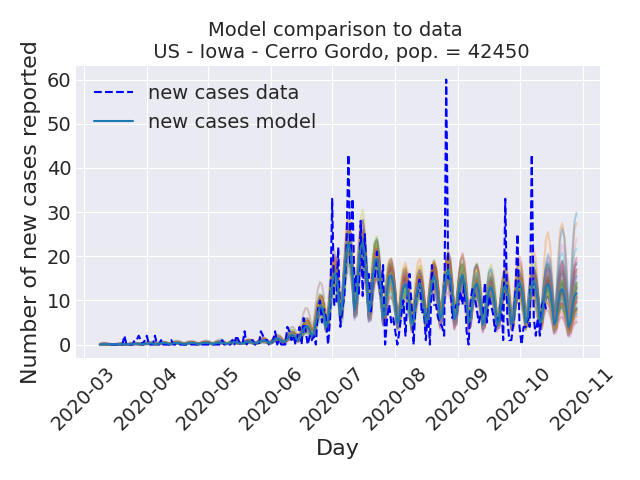 Model comparison to data
US - Iowa - Cerro Gordo, pop. = 42450
Number of new cases reported
60
50
40
30
20
10
0
new cases data
new cases model
2020-03
2020-04
2020-05
2020-06
2020-07
2020-08
2020-09
2020-10
2020-11
Day